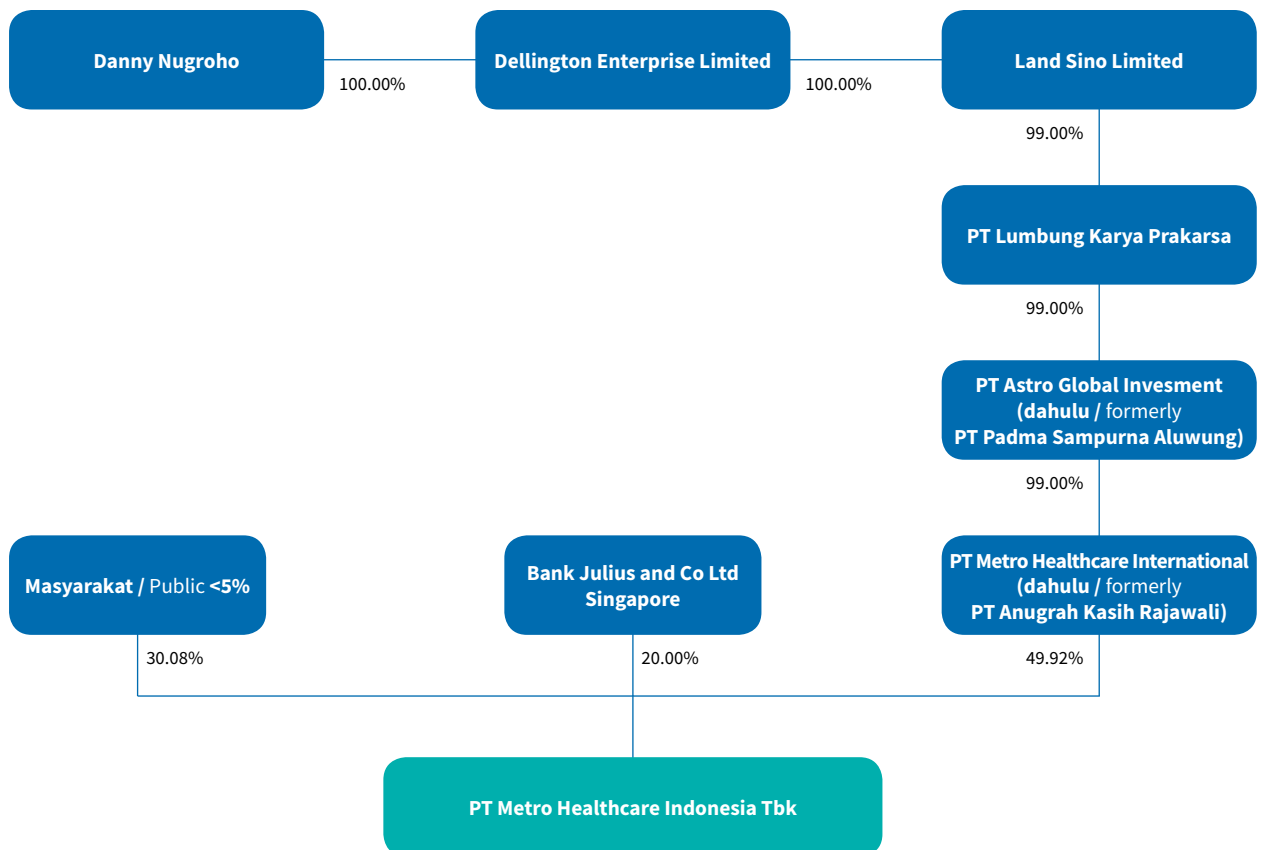 Danny Nugroho
100.00%
Dellington Enterprise Limited
100.00%
Land Sino Limited
99.00%
PT Lumbung Karya Prakarsa
99.00%
PT Astro Global Invesment
(dahulu / formerly
PT Padma Sampurna Aluwung)
99.00%
Masyarakat / Public <5%
30.08%
Bank Julius and Co Ltd
Singapore
20.00%
PT Metro Healthcare International
(dahulu / formerly
PT Anugrah Kasih Rajawali)
49.92%
PT Metro Healthcare Indonesia Tbk